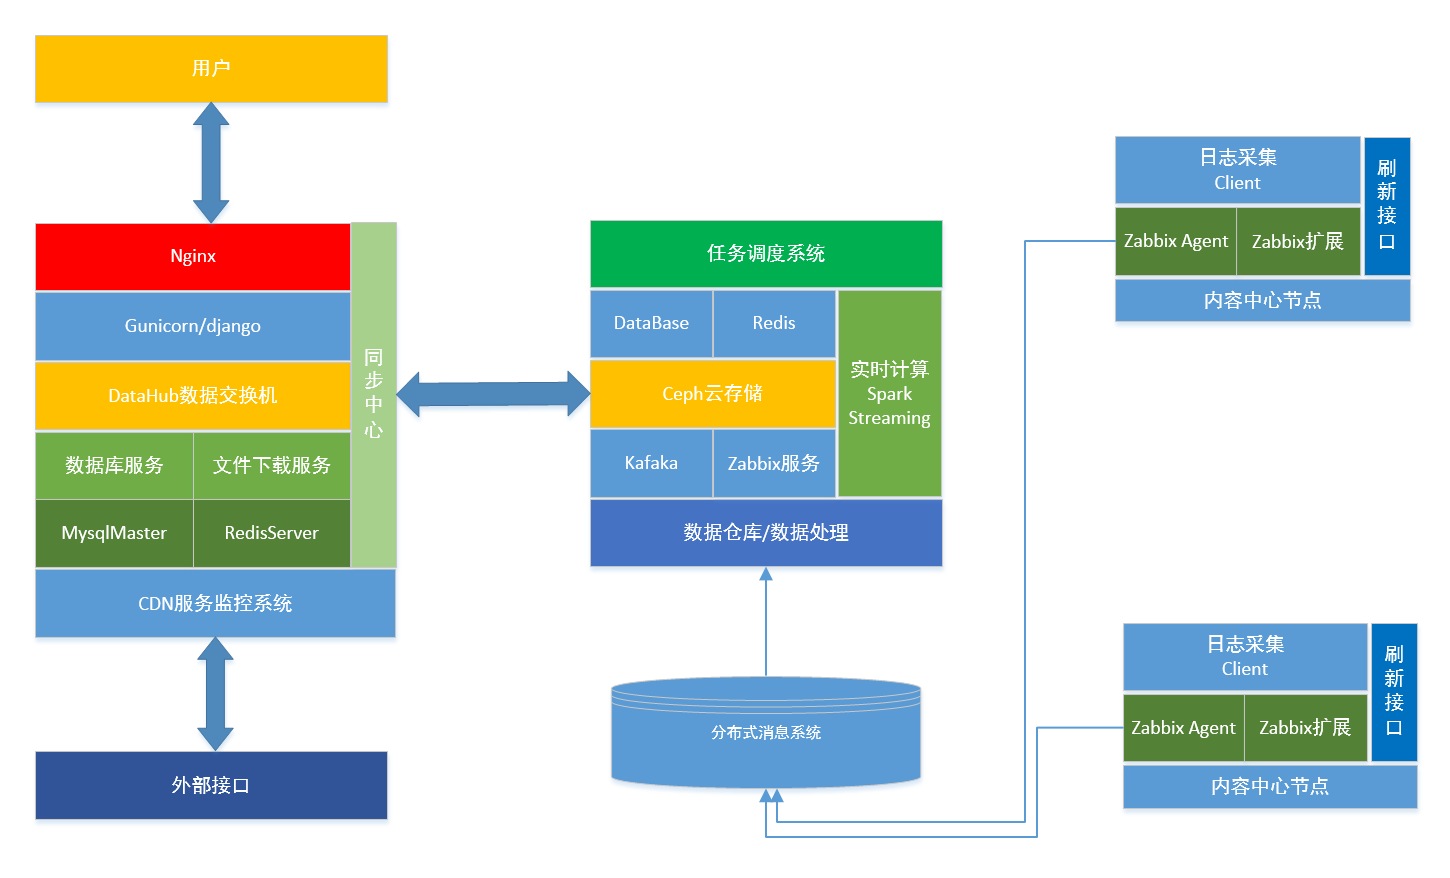 用户
Nginx
Gunicorn/django
DataHub数据交换机
数据库服务
文件下载服务
MysqlMaster
RedisServer
同步中心
CDN服务监控系统
外部接口
任务调度系统
DataBase
Redis
Ceph云存储
Kafaka
Zabbix服务
实时计算
Spark
Streaming
数据仓库/数据处理
分布式消息系统
日志采集
Client
Zabbix Agent
Zabbix扩展
刷新接口
内容中心节点
日志采集
Client
Zabbix Agent
Zabbix扩展
刷新接口
内容中心节点